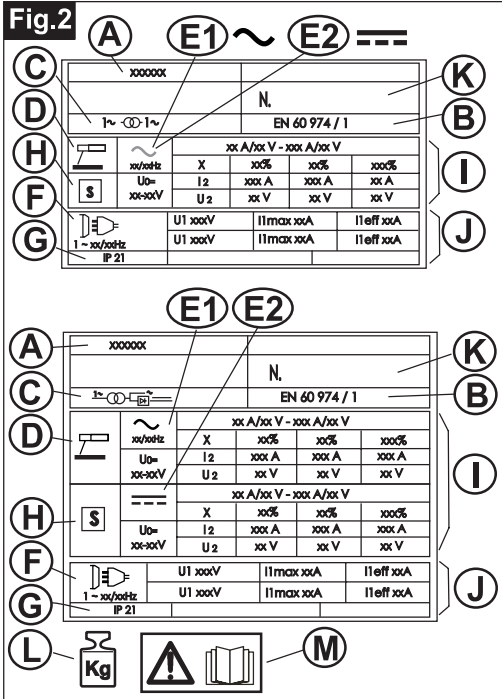 Fig.2
A E1 E2
C xxxxxx K
N.
D 1~ 1~ EN 60 974 / 1 B
H xx A/xx V - xxx A/xx V I
xx/xxHz X xx% xx% xxx%
S U0= I2 xxx A xxx A xx A
F xx-xxV U2 xx V xx V xx V
U1 xxxV I1max xxA I1eff xxA J
G 1 ~ xx/xxHz U1 xxxV I1max xxA I1eff xxA
IP 21
E1 E2
A xxxxxx K
N.
C 1~ EN 60 974 / 1 B
xx A/xx V - xxx A/xx V
D xx/xxHz X xx% xx% xxx%
U0= I2 xxx A xxx A xxx A
xx-xxV U2 xx V xx V xx V
xx A/xx V - xxx A/xx V I
H S X xx% xx% xxx%
U0= I2 xxx A xxx A xxx A
xx-xxV U2 xx V xx V xx V
F U1 xxxV I1max xxA I1eff xxA J
1 ~ xx/xxHz U1 xxxV I1max xxA I1eff xxA
G IP 21
L Kg M